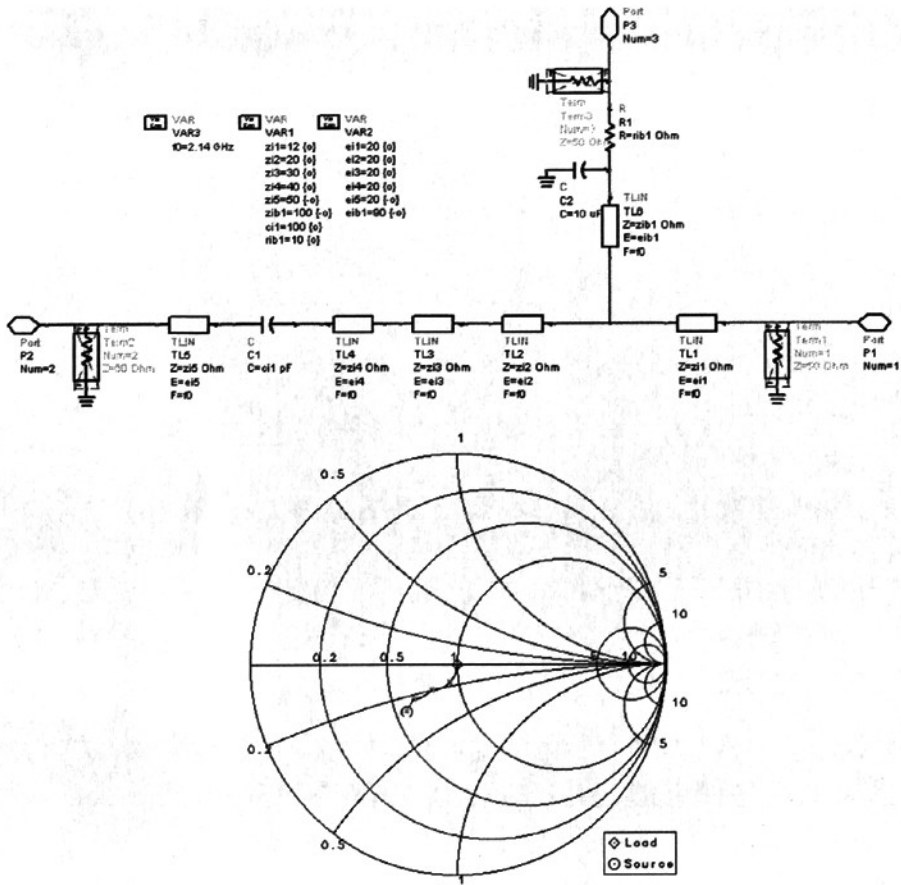 Port
P3
Num=3
Term
Term3
Z=50 Ohm
R
R1
R=rib1 Ohm
C
C2
C=10 uF
TLIN
TL6
Z=zib1 Ohm
E=eib1
F=f0
VAR
VAR3
f0=2.14 GHz
VAR
VAR1
zi1=12 {o}
zi2=20 {o}
zi3=30 {o}
zi4=40 {o}
zi5=50 {-o}
zib1=100 {-o}
ci1=100 {o}
rib1=10 {o}
VAR
VAR2
ei1=20 {o}
ei2=20 {o}
ei3=20 {o}
ei4=20 {o}
ei5=20 {-o}
eib1=90 {-o}
Port
P2
Num=2
Term
Term2
Num=2
Z=50 Ohm
TLIN
TL5
Z=zi5 Ohm
E=ei5
F=f0
C
C1
C=ci1 pF
TLIN
TL4
Z=zi4 Ohm
E=ei4
F=f0
TLIN
TL3
Z=zi3 Ohm
E=ei3
F=f0
TLIN
TL2
Z=zi2 Ohm
E=ei2
F=f0
TLIN
TL1
Z=zi1 Ohm
E=ei1
F=f0
Term
Term1
Num=1
Z=50 Ohm
Port
P1
Num=1
1
0.5
0.2
5
10
0.2
0.5
1
5
10
10
0.2
5
0.5
1
Load
Source